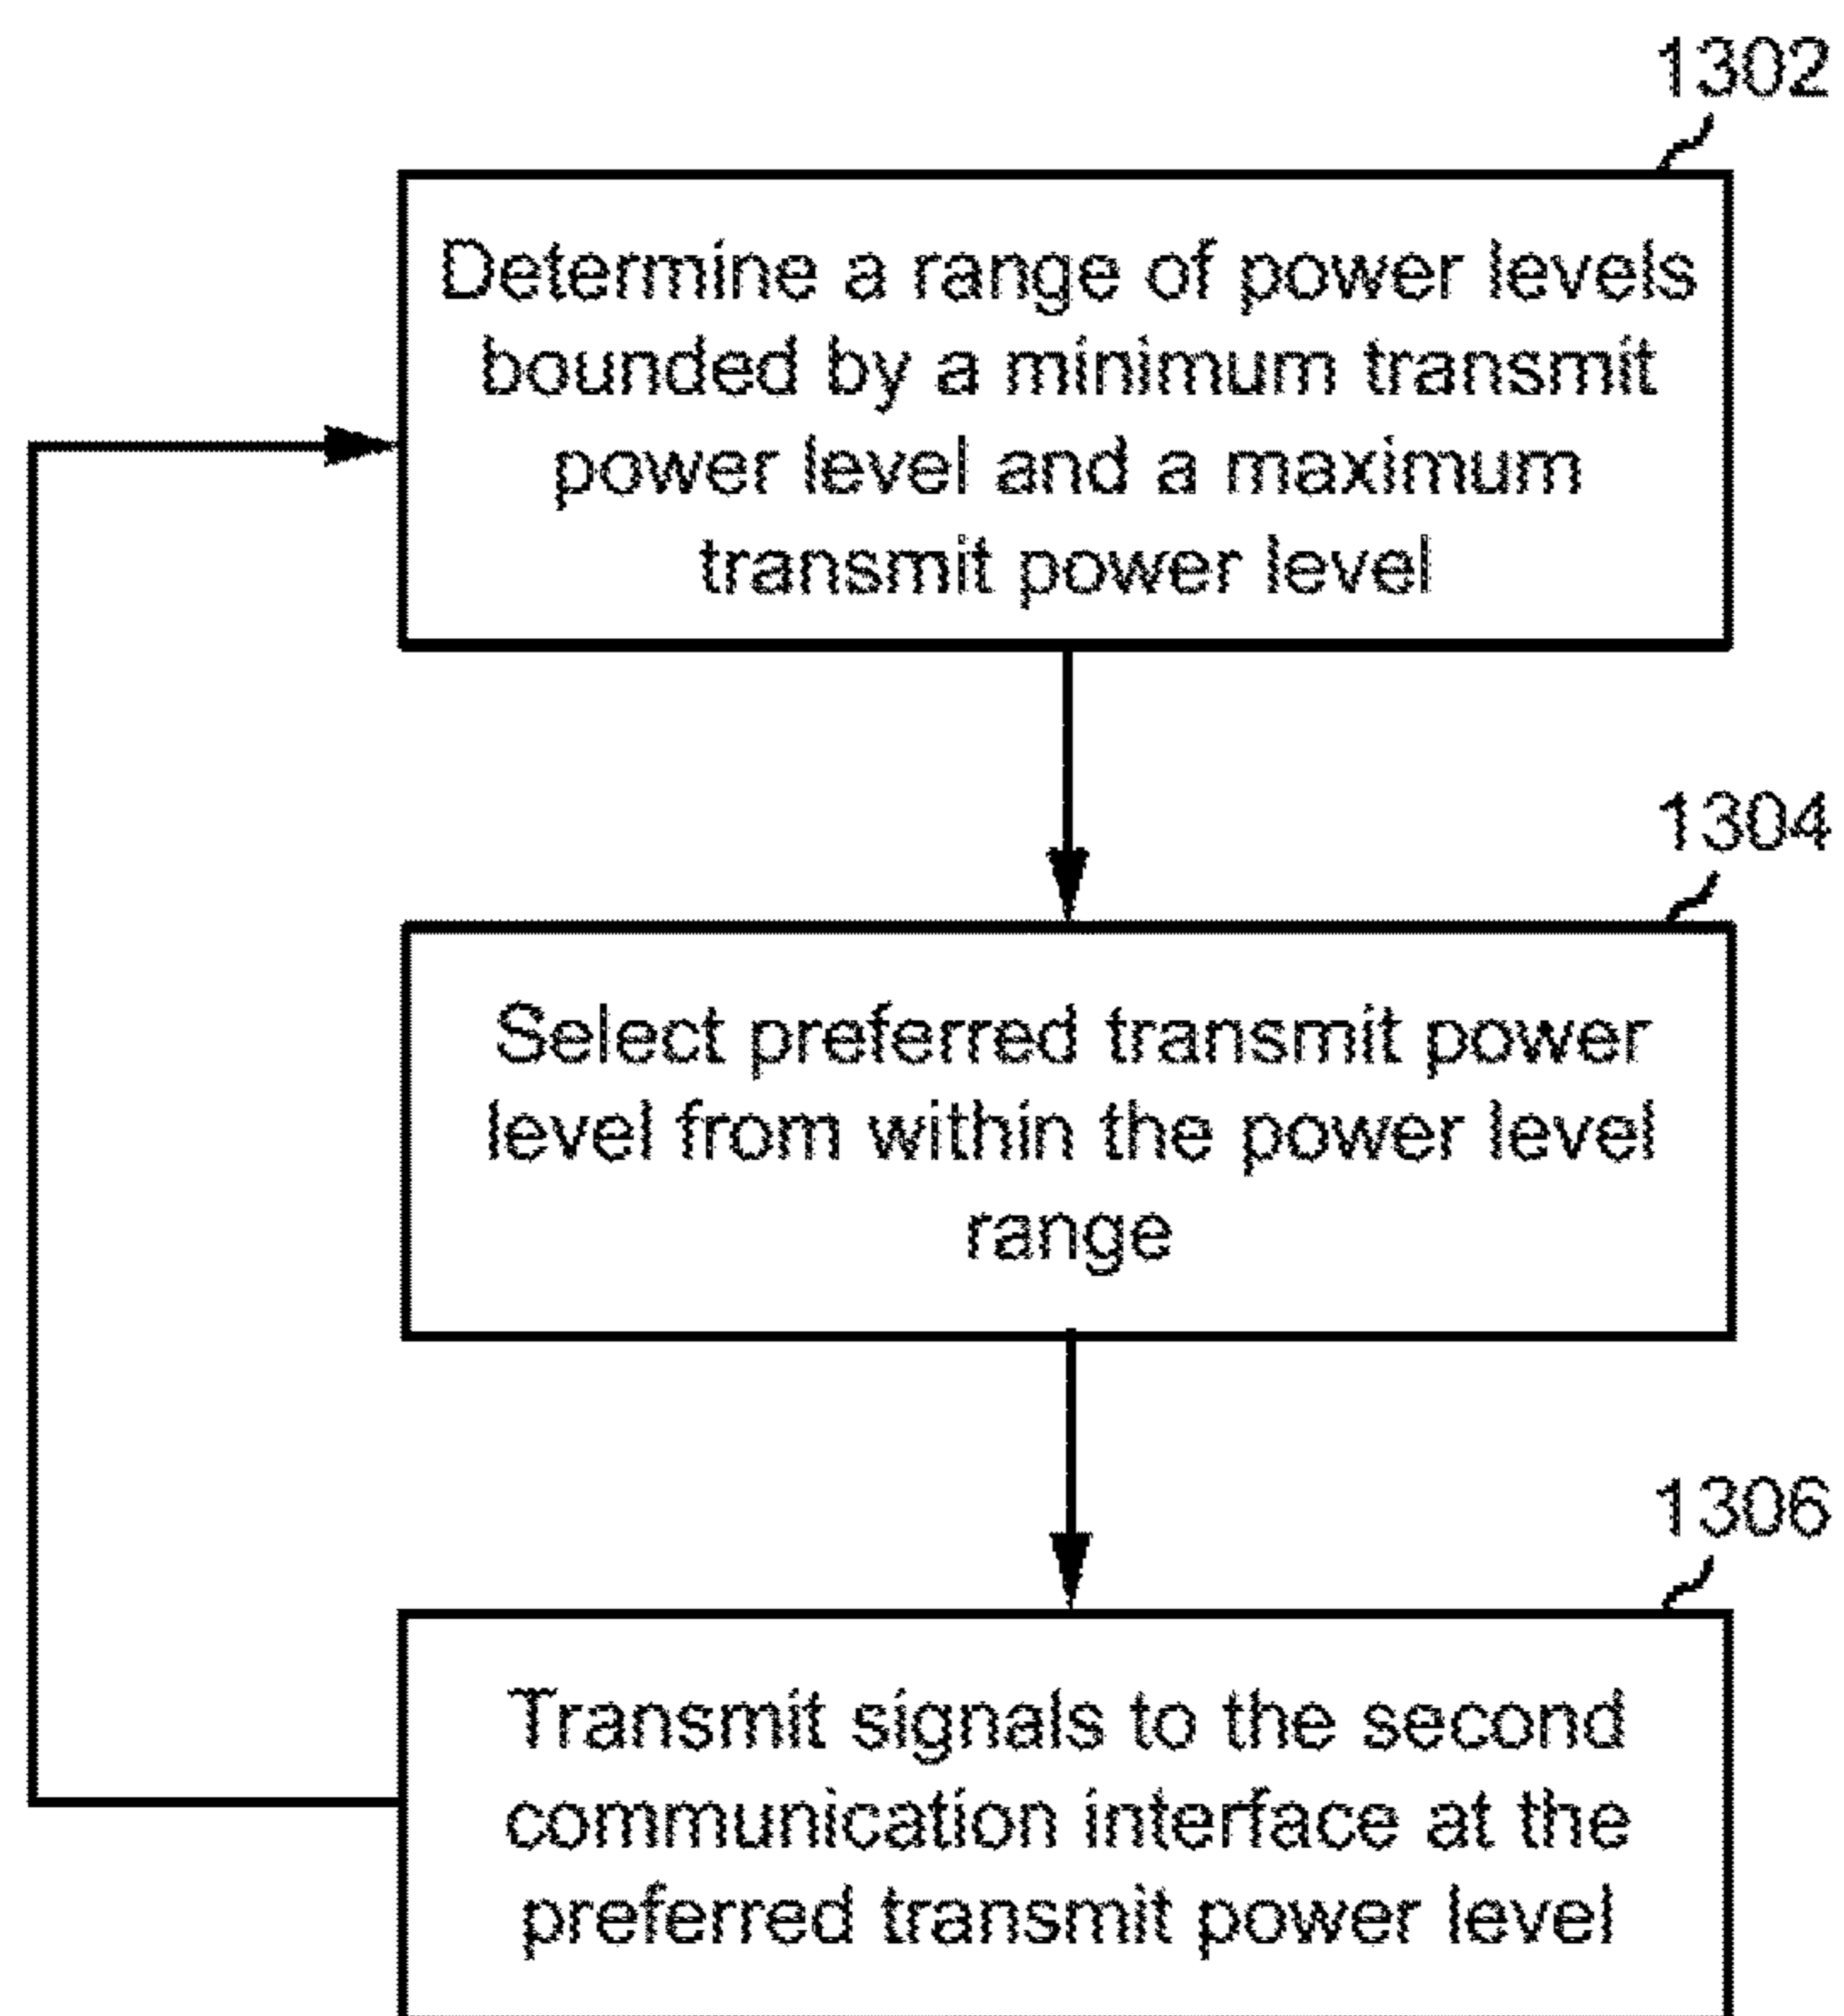 1302
Determine a range of power levels
bounded by a minimum transmit
power level and a maximum
transmit power level
1304
Select preferred transmit power
level from within the power level
range
1306
Transmit signals to the second
communication interface at the
preferred transmit power level